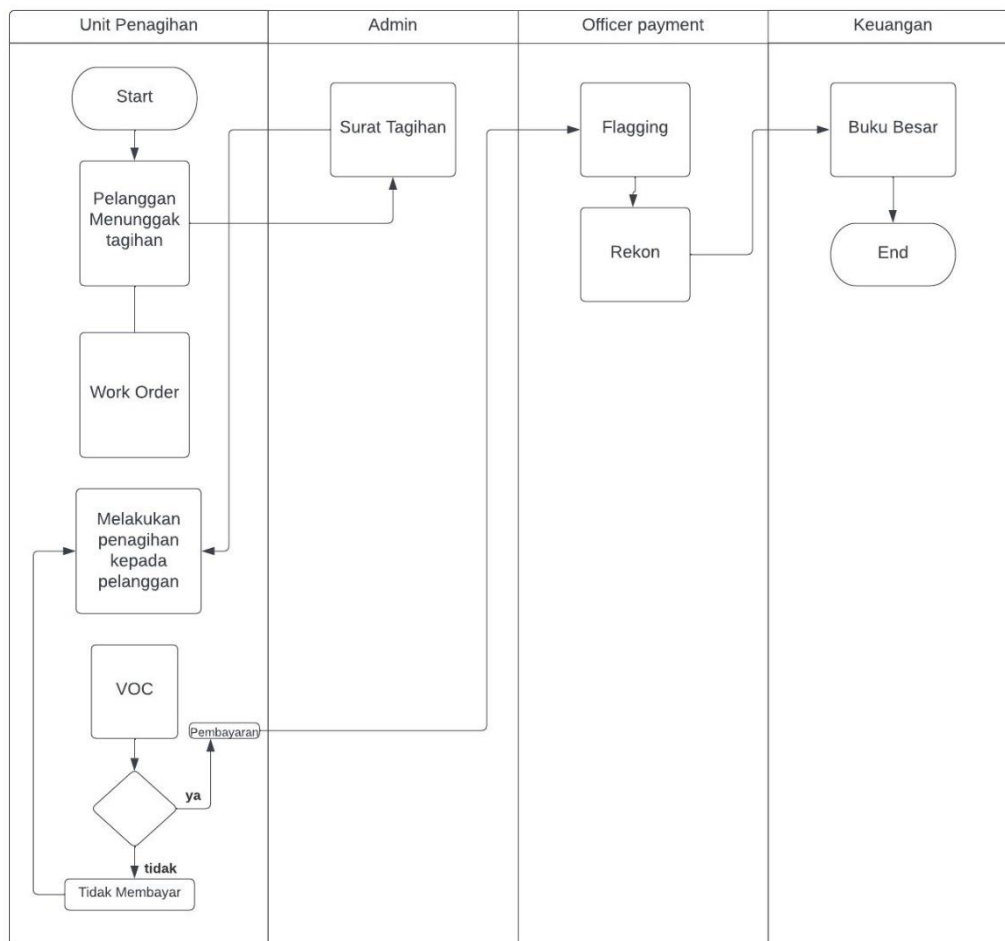 Unit Penagihan
Admin
Officer payment
Keuangan
Start
Pelanggan
Menunggak
tagihan
Work Order
Melakukan
penagihan
kepada
pelanggan
VOC
Pembayaran
ya
tidak
Tidak Membayar
Surat Tagihan
Flagging
Rekon
Buku Besar
End